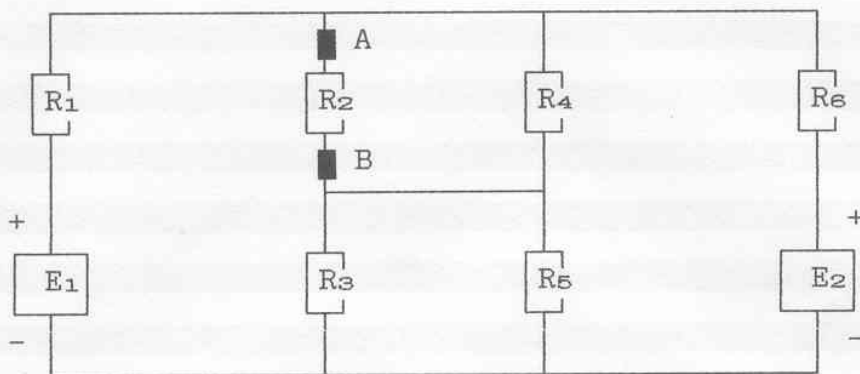 A
R₁
R₂
R₄
R₆
B
+
+
E₁
R₃
R₅
E₂
-
-